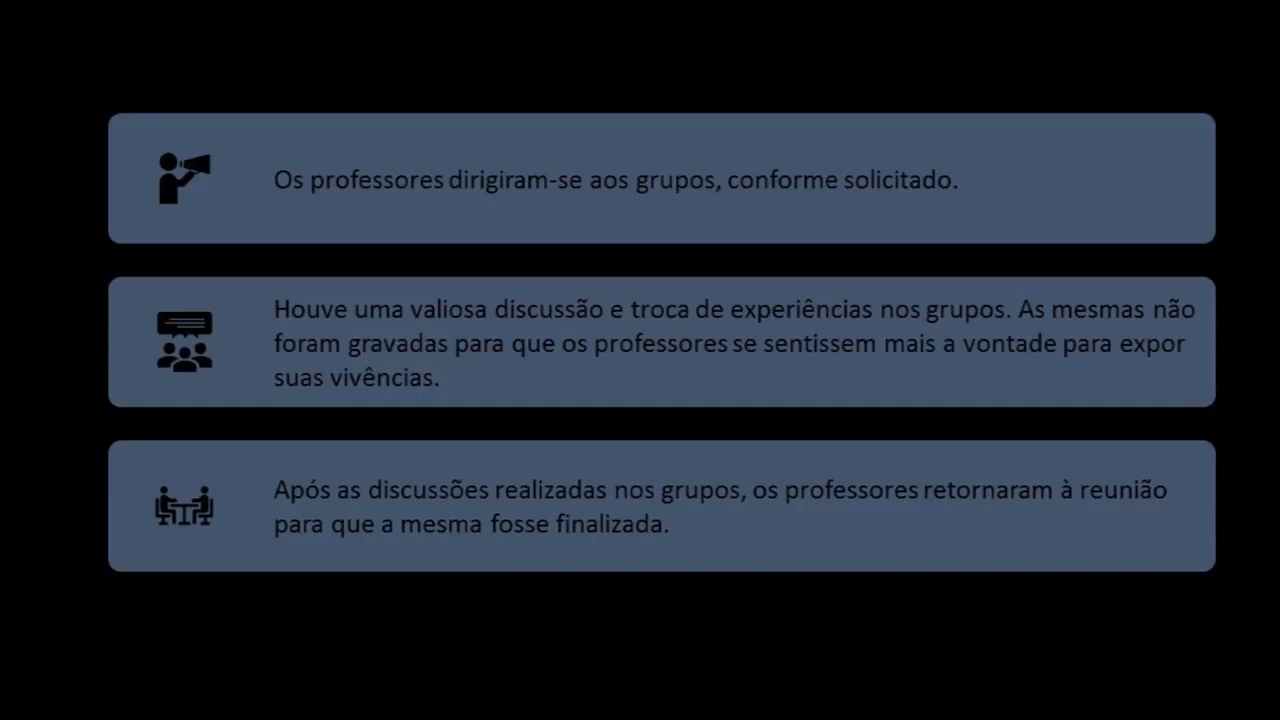 Os professores dirigiram-se aos grupos, conforme solicitado.
Houve uma valiosa discussão e troca de experiências nos grupos. As mesmas não
foram gravadas para que os professores se sentissem mais a vontade para expor
suas vivências.
Após as discussões realizadas nos grupos, os professores retornaram à reunião
para que a mesma fosse finalizada.